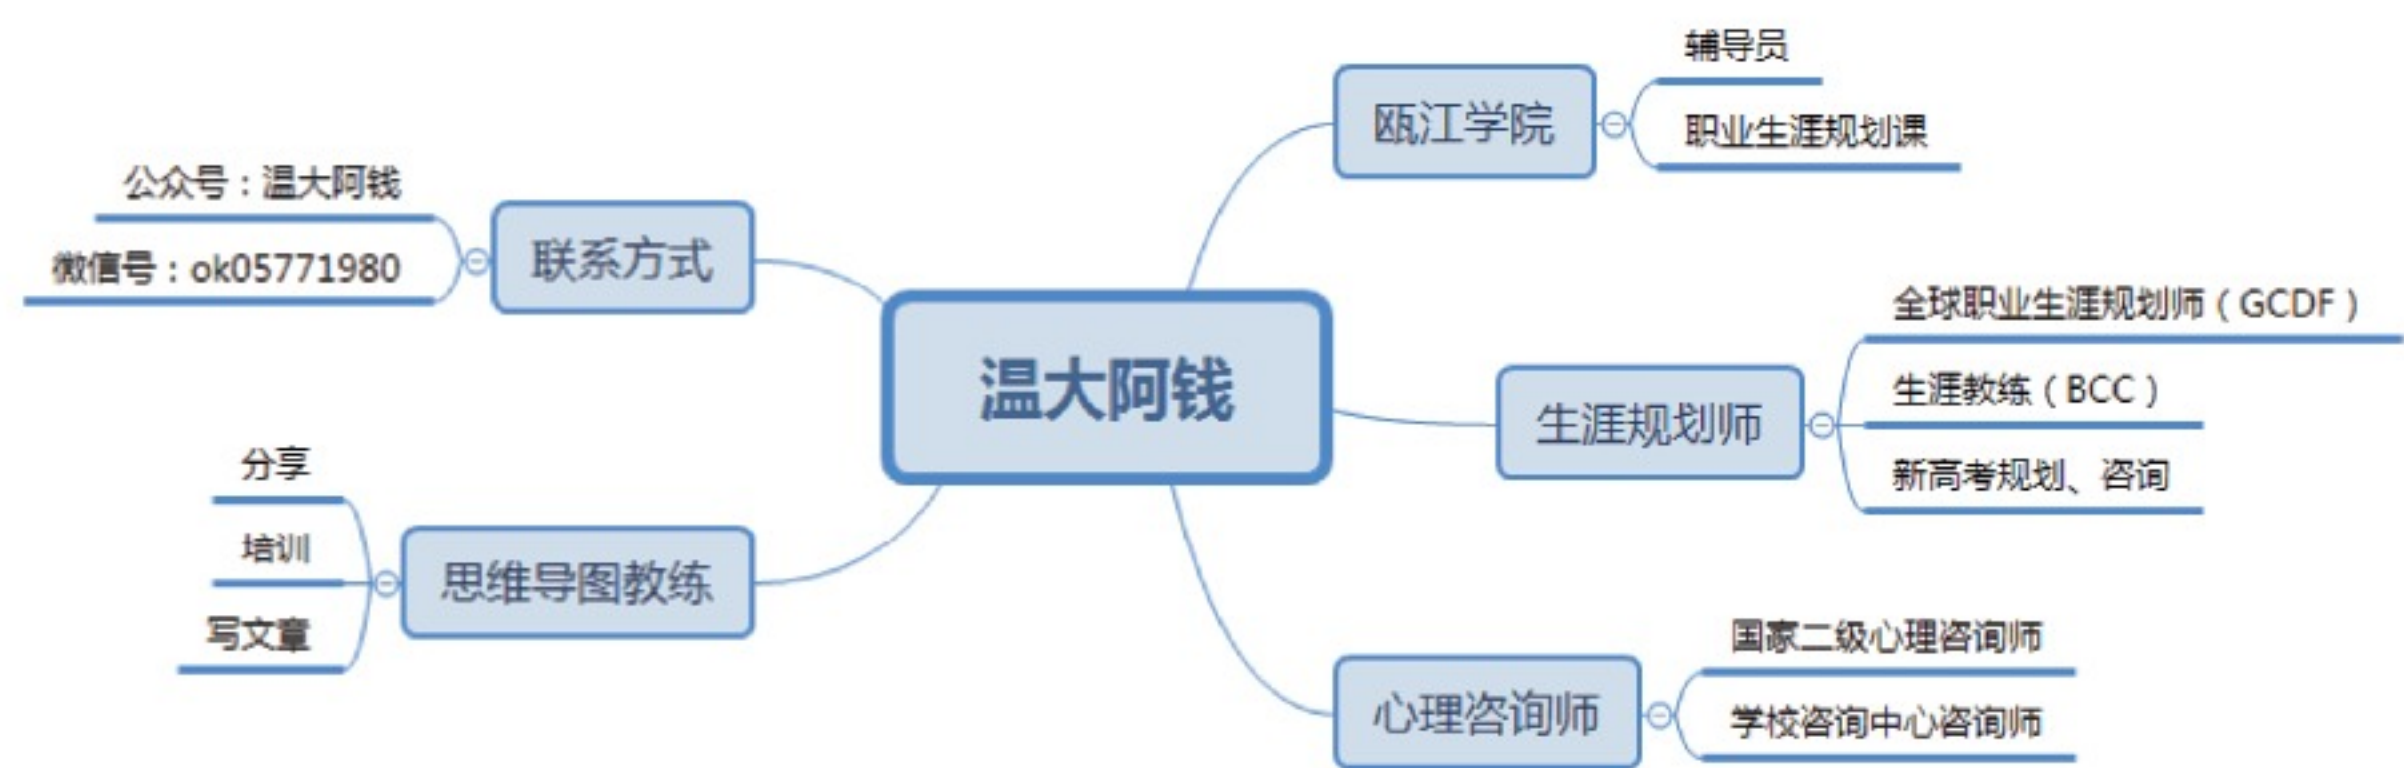 温大阿钱
瓯江学院
辅导员
职业生涯规划课
生涯规划师
全球职业生涯规划师（GCDF）
生涯教练（BCC）
新高考规划、咨询
心理咨询师
国家二级心理咨询师
学校咨询中心咨询师
联系方式
公众号：温大阿钱
微信号：ok05771980
思维导图教练
分享
培训
写文章